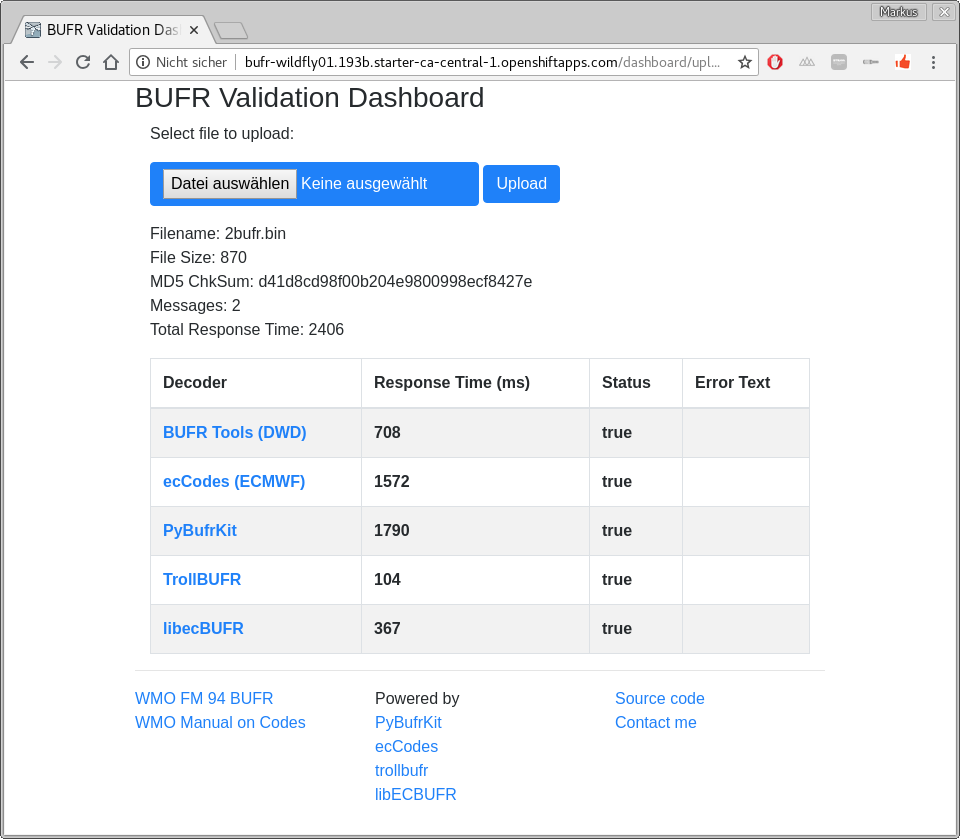 Markus
BUFR Validation Das
Nicht sicher bufr-wildfly01.193b.starter-ca-central-1.openshiftapps.com/dashboard/upl...
BUFR Validation Dashboard
Select file to upload:
Datei auswählen Keine ausgewählt Upload
Filename: 2bufr.bin
File Size: 870
MD5 ChkSum: d41d8cd98f00b204e9800998ecf8427e
Messages: 2
Total Response Time: 2406
Decoder Response Time (ms) Status Error Text
BUFR Tools (DWD) 708 true
ecCodes (ECMWF) 1572 true
PyBufrKit 1790 true
TrollBUFR 104 true
libecBUFR 367 true
WMO FM 94 BUFR Powered by Source code
WMO Manual on Codes PyBufrKit Contact me
ecCodes
trollbufr
libECBUFR